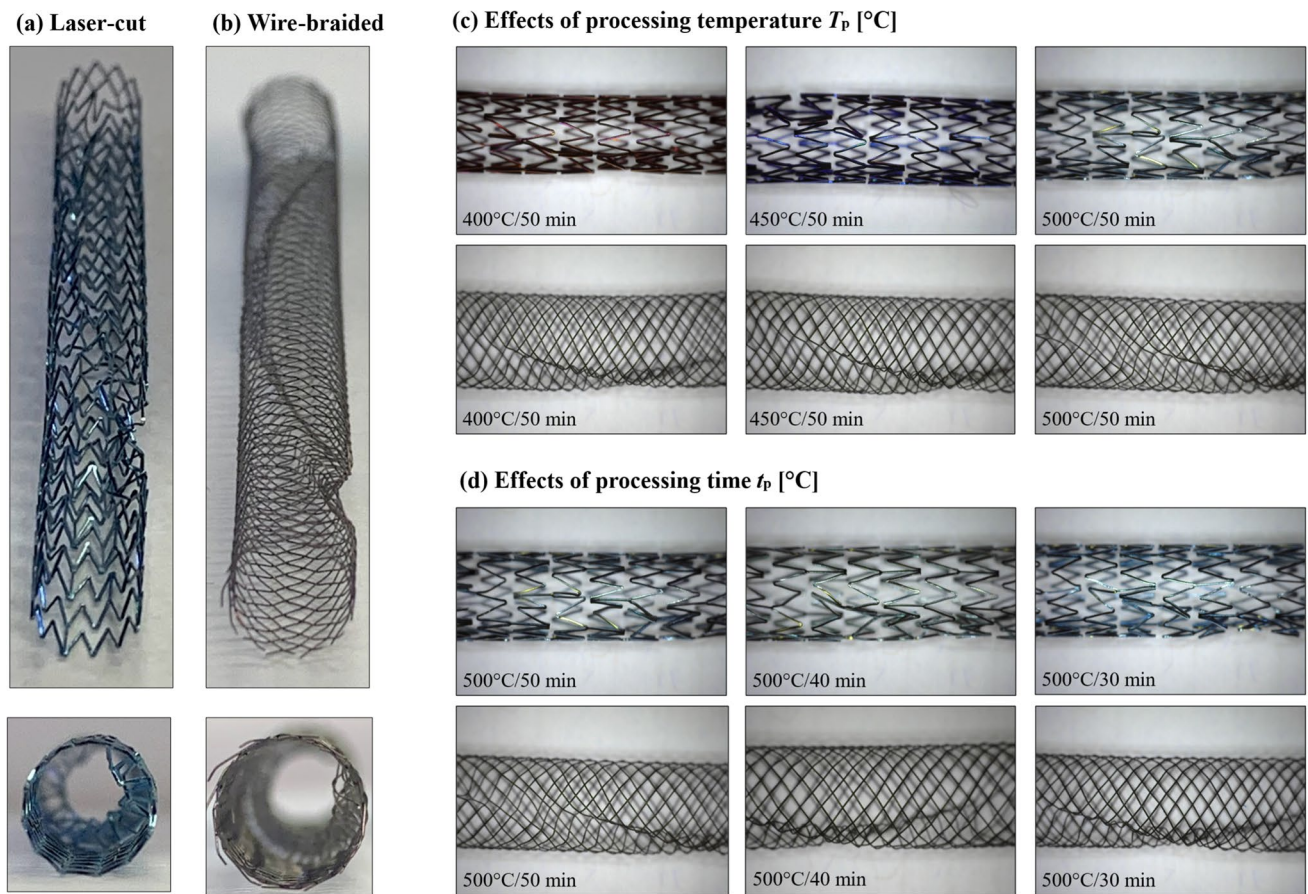 (a) Laser-cut
(b) Wire-braided
(c) Effects of processing temperature Tp [°C]
400°C/50 min
450°C/50 min
500°C/50 min
400°C/50 min
450°C/50 min
500°C/50 min
(d) Effects of processing time tp [°C]
500°C/50 min
500°C/40 min
500°C/30 min
500°C/50 min
500°C/40 min
500°C/30 min